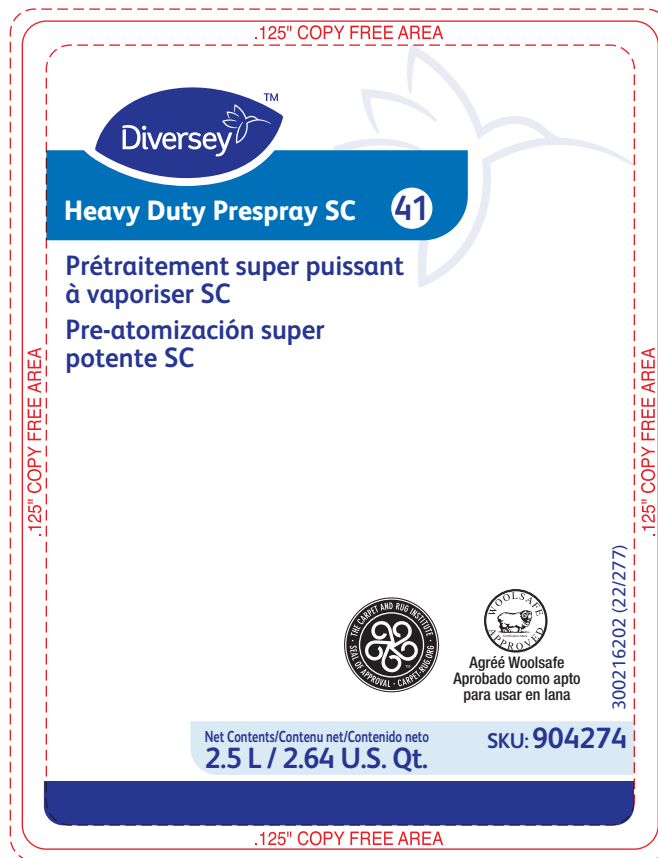 .125" COPY FREE AREA
Diversey
TM
Heavy Duty Prespray SC 41
Prétraitement super puissant
à vaporiser SC
Pre-atomización super
potente SC
.125" COPY FREE AREA
.125" COPY FREE AREA
THE CARPET AND RUG INSTITUTE · SEAL OF APPROVAL · CARPET-RUG.ORG ·
TM
WOOLSAFE
Certification Mark
APPROVED
Agréé Woolsafe
Aprobado como apto
para usar en lana
300216202 (22/277)
Net Contents/Contenu net/Contenido neto
2.5 L / 2.64 U.S. Qt.
SKU: 904274
.125" COPY FREE AREA